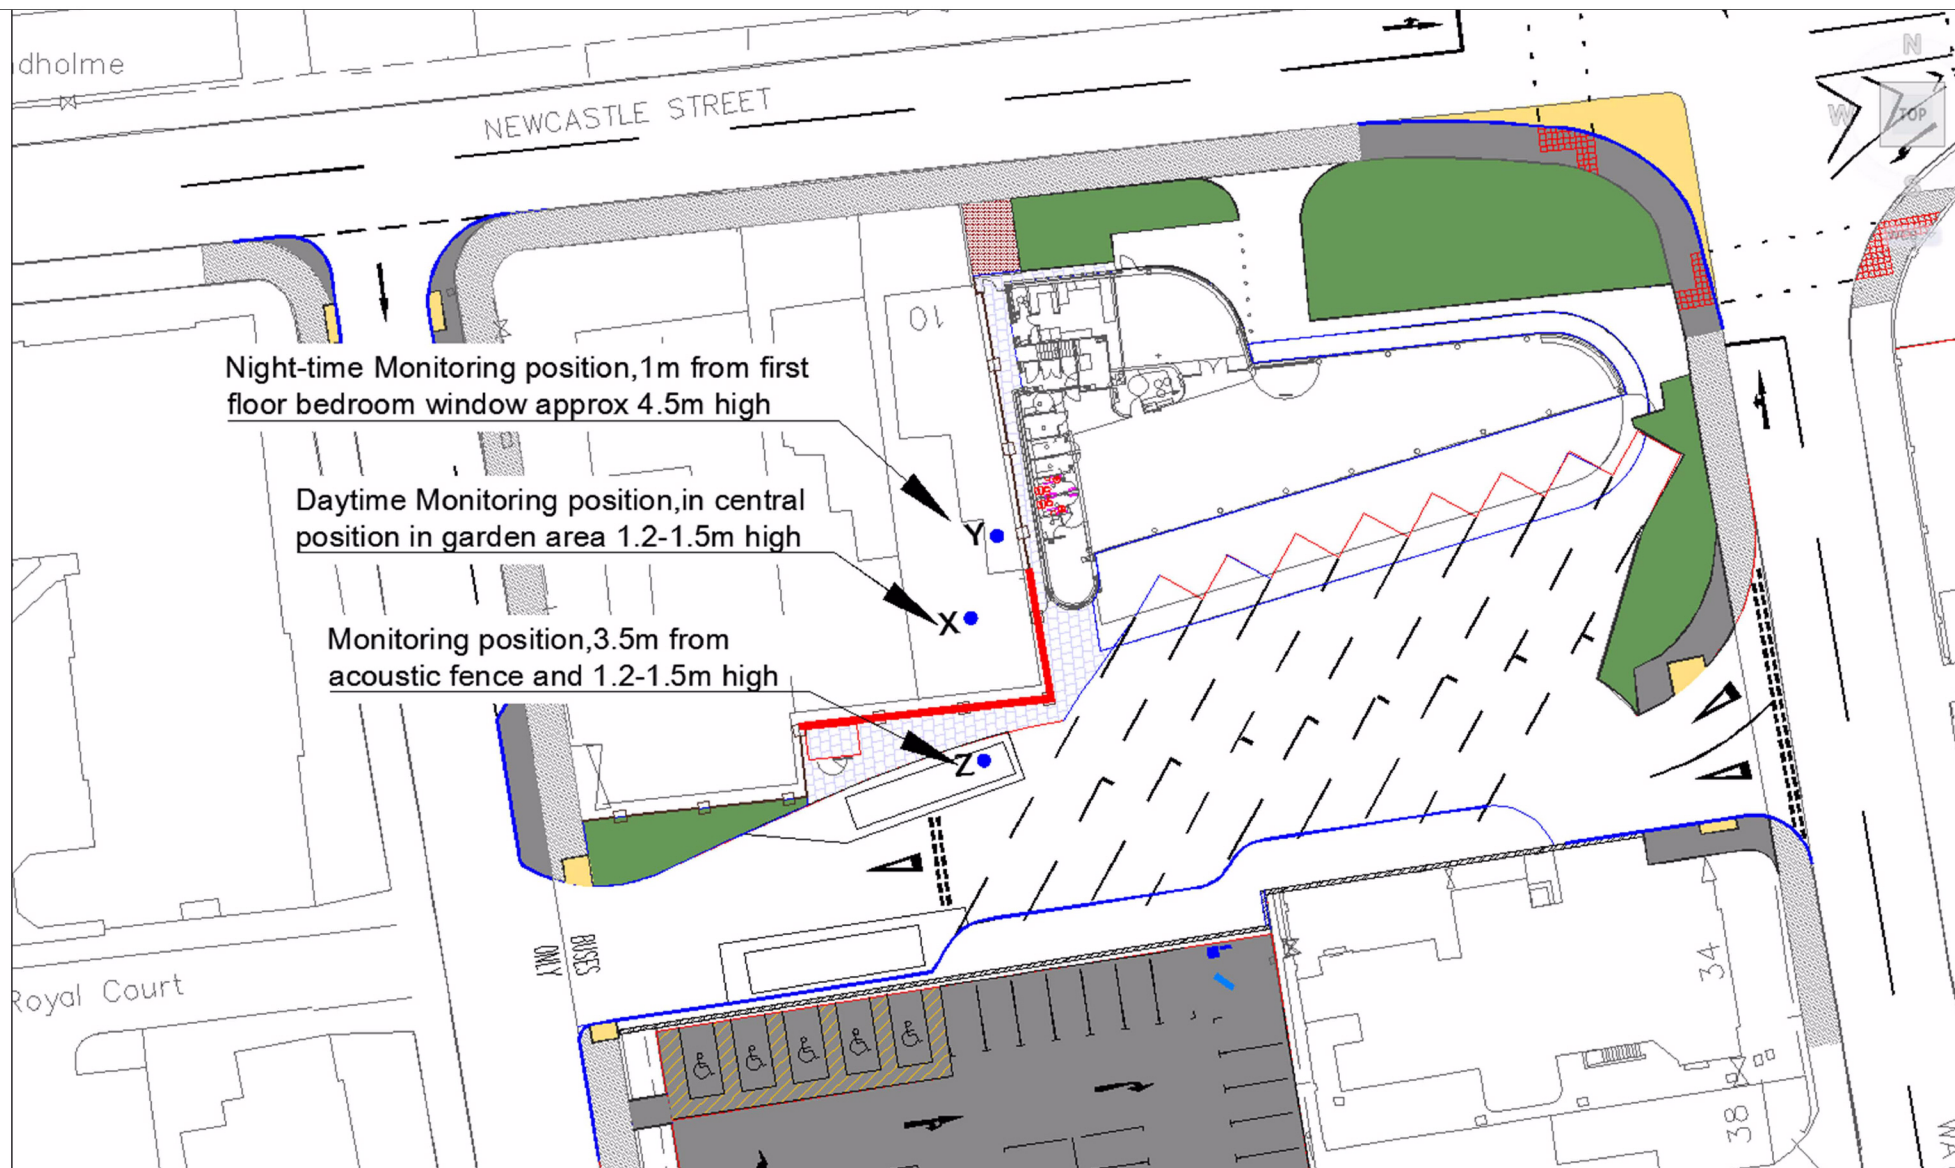 dholme
NEWCASTLE STREET
N
W
TOP
S
10
Night-time Monitoring position,1m from first
floor bedroom window approx 4.5m high
Daytime Monitoring position,in central
position in garden area 1.2-1.5m high
Y
X
Monitoring position,3.5m from
acoustic fence and 1.2-1.5m high
Z
BUSES
ONLY
Royal Court
34
38
WA